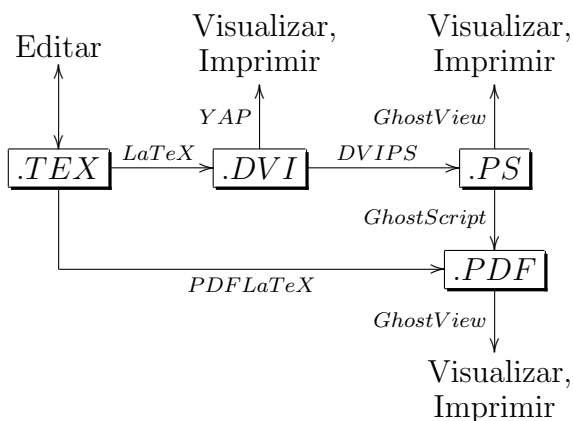 Editar
Visualizar,
Imprimir
Visualizar,
Imprimir
YAP
GhostView
.TEX
LaTeX
.DVI
DVIPS
.PS
GhostScript
.PDF
PDFLaTeX
GhostView
Visualizar,
Imprimir